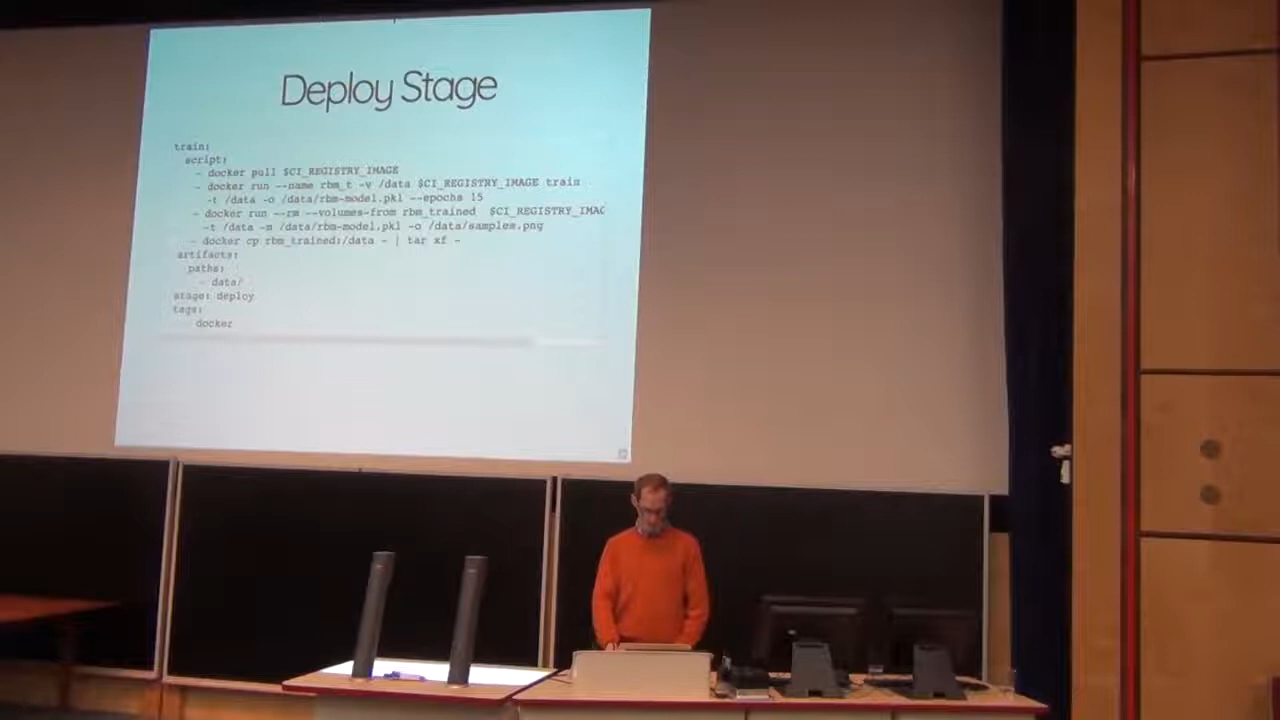 Deploy Stage
train:
script:
- docker pull $CI_REGISTRY_IMAGE
- docker run --name rbm_t -v /data $CI_REGISTRY_IMAGE train
-t /data -o /data/rbm-model.pkl --epochs 15
- docker run --rm --volumes-from rbm_trained $CI_REGISTRY_IMAG
-t /data -m /data/rbm-model.pkl -o /data/samples.png
- docker cp rbm_trained:/data - | tar xf -
artifacts:
paths:
- data/
stage: deploy
tags:
docker